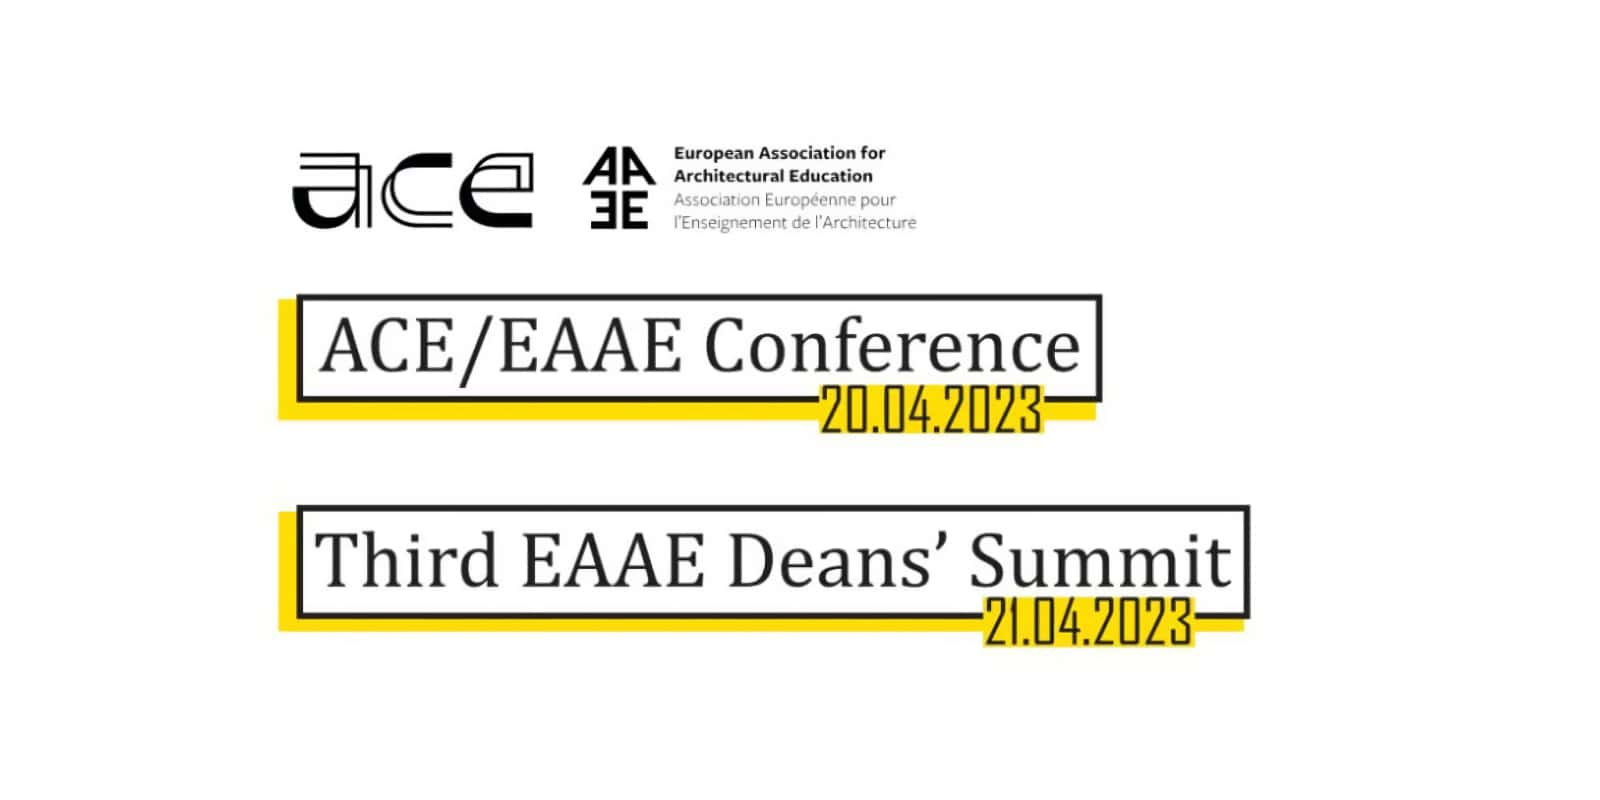 ace
AA
EE
European Association for
Architectural Education
Association Européenne pour
l'Enseignement de l'Architecture
ACE/EAAE Conference
20.04.2023
Third EAAE Deans’ Summit
21.04.2023